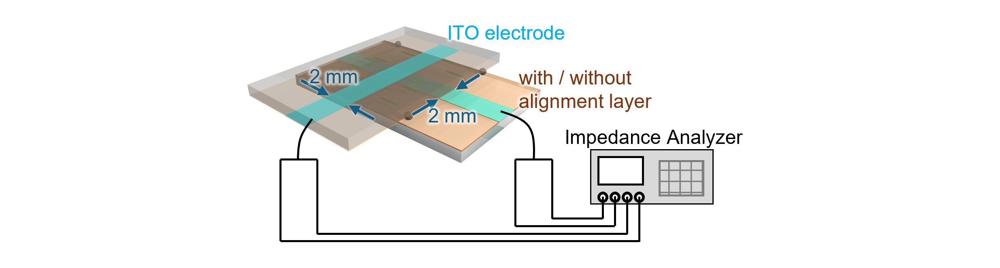 ITO electrode
2 mm
with / without
alignment layer
2 mm
Impedance Analyzer